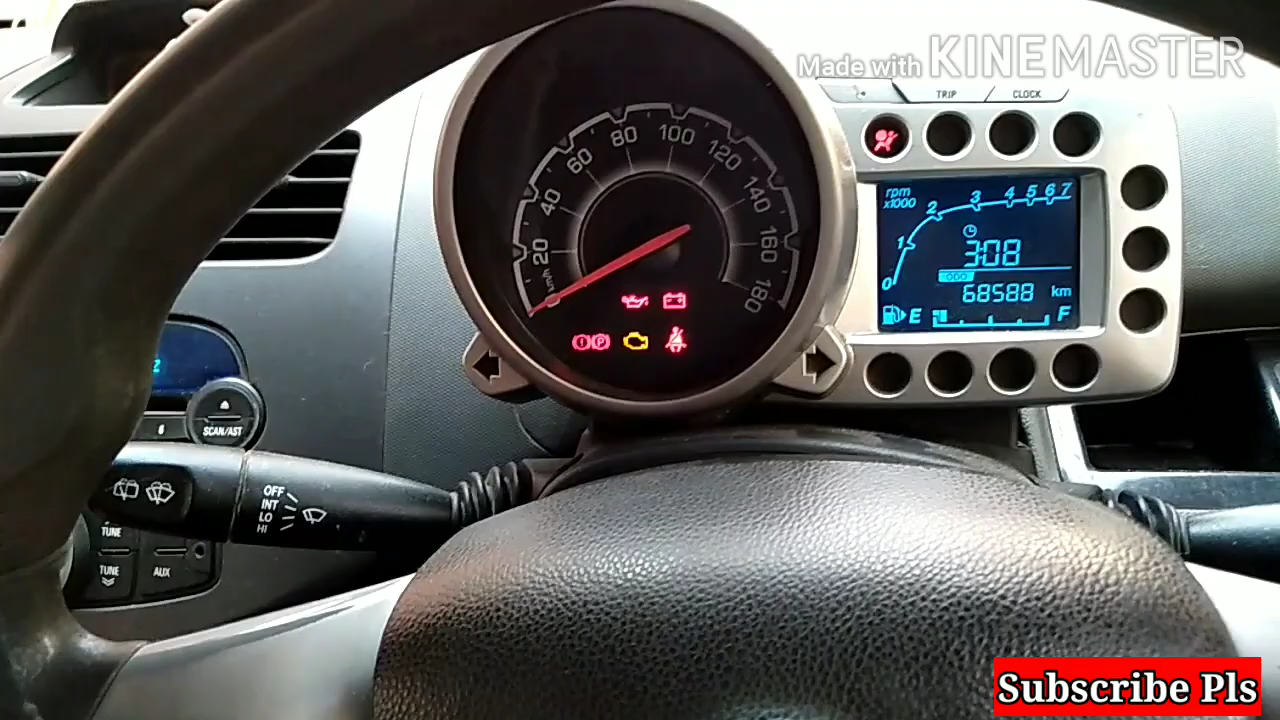 Made with KINEMASTER
TRIP CLOCK
rpm
x1000
0 1 2 3 4 5 6 7
3:08
ODO
68588 km
E F
20 40 60 80 100 120 140 160 180
km/h
P
SCAN/AST
6
OFF
INT
LO
HI
TUNE
TUNE
AUX
Subscribe Pls